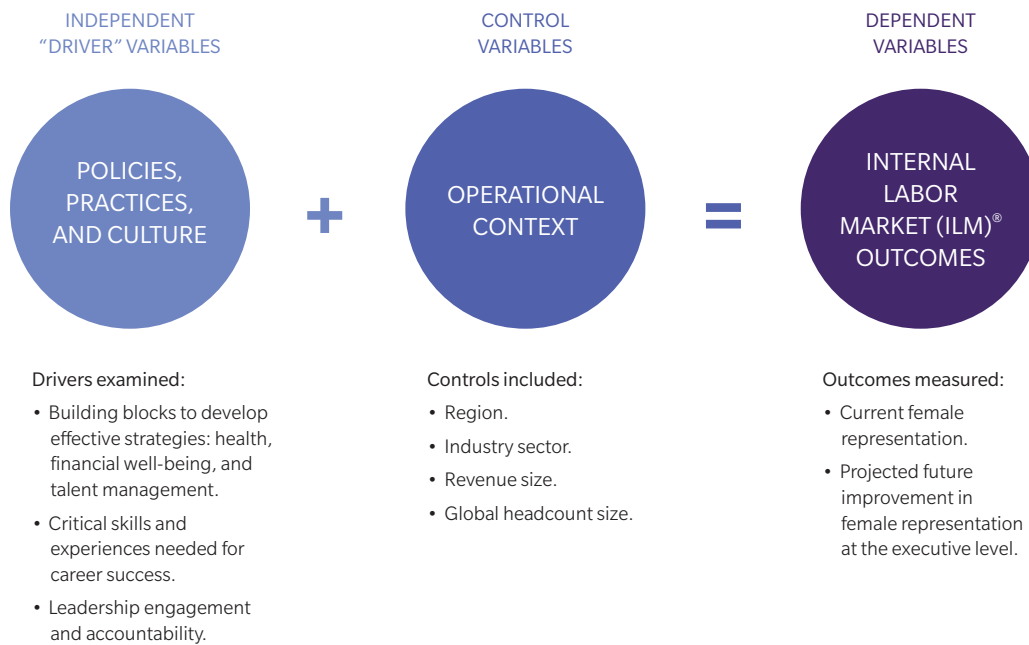 INDEPENDENT
“DRIVER” VARIABLES
POLICIES,
PRACTICES,
AND CULTURE
Drivers examined:
• Building blocks to develop
effective strategies: health,
financial well-being, and
talent management.
• Critical skills and
experiences needed for
career success.
• Leadership engagement
and accountability.
+
CONTROL
VARIABLES
OPERATIONAL
CONTEXT
Controls included:
• Region.
• Industry sector.
• Revenue size.
• Global headcount size.
=
DEPENDENT
VARIABLES
INTERNAL
LABOR
MARKET (ILM)®
OUTCOMES
Outcomes measured:
• Current female
representation.
• Projected future
improvement in
female representation
at the executive level.